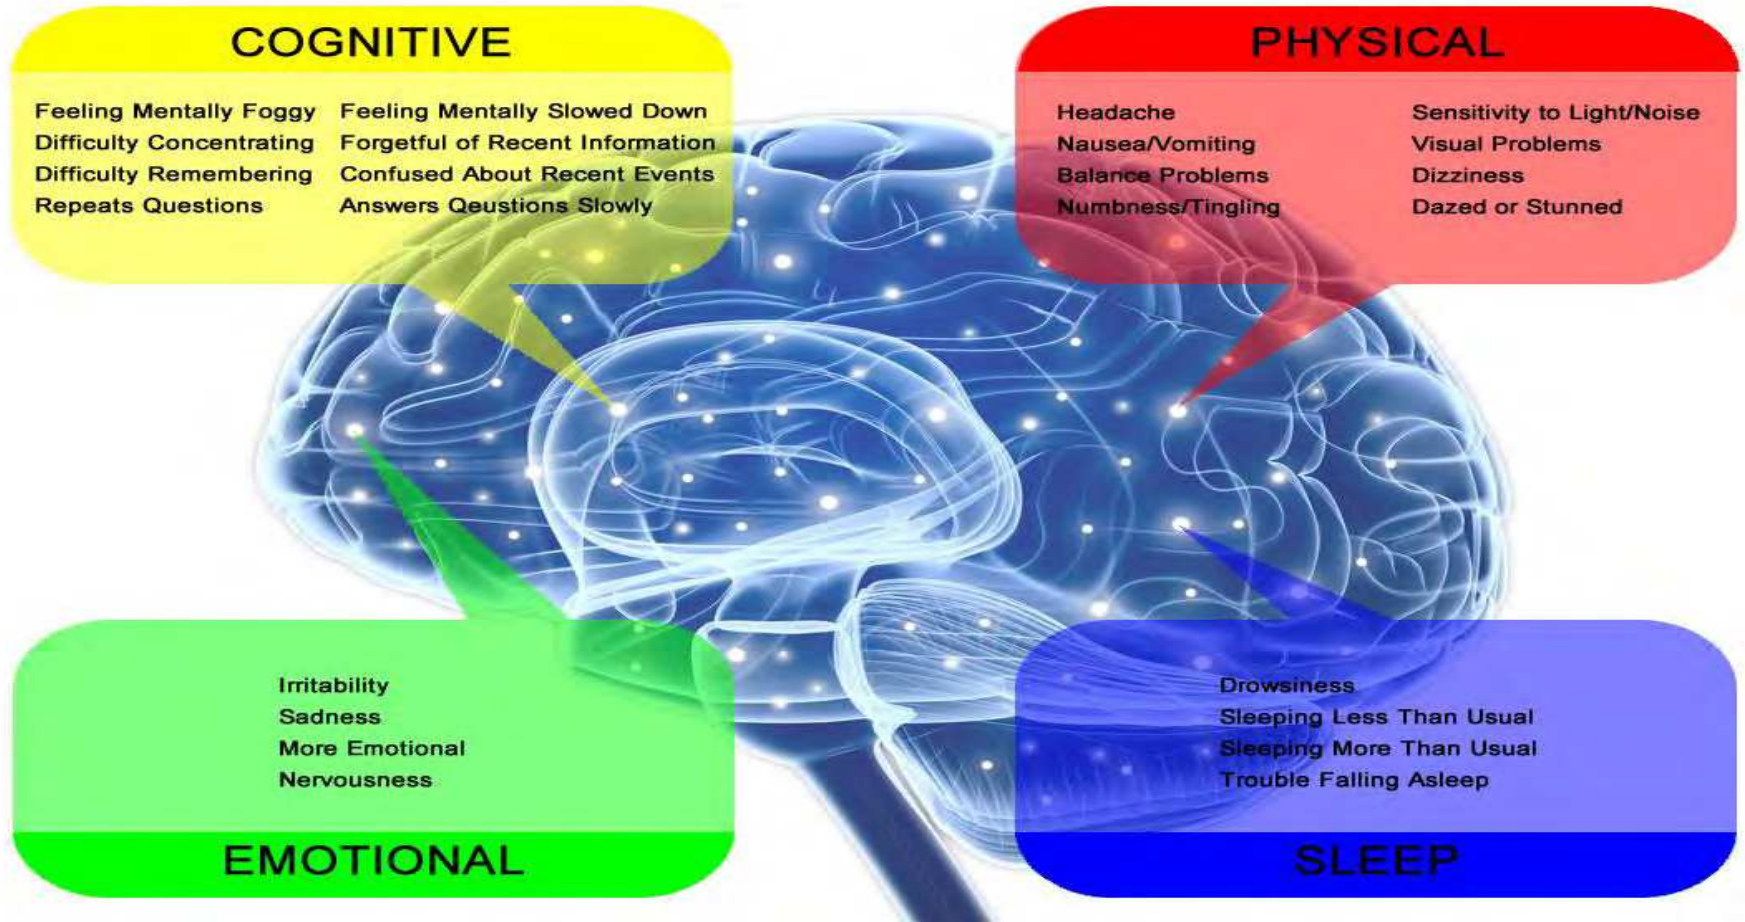 COGNITIVE
Feeling Mentally Foggy
Difficulty Concentrating
Difficulty Remembering
Repeats Questions
Feeling Mentally Slowed Down
Forgetful of Recent Information
Confused About Recent Events
Answers Qeustions Slowly
PHYSICAL
Headache
Nausea/Vomiting
Balance Problems
Numbness/Tingling
Sensitivity to Light/Noise
Visual Problems
Dizziness
Dazed or Stunned
Irritability
Sadness
More Emotional
Nervousness
EMOTIONAL
Drowsiness
Sleeping Less Than Usual
Sleeping More Than Usual
Trouble Falling Asleep
SLEEP